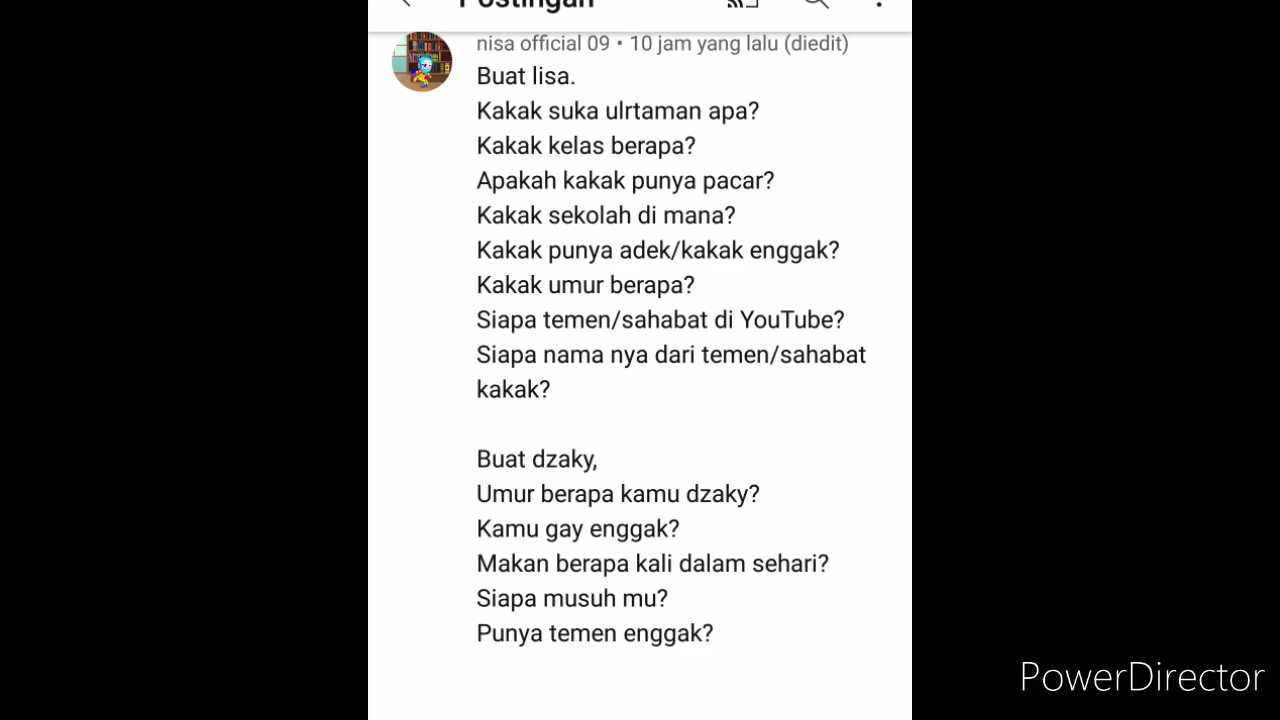 Postingan
nisa official 09 • 10 jam yang lalu (diedit)
Buat lisa.
Kakak suka ulrtaman apa?
Kakak kelas berapa?
Apakah kakak punya pacar?
Kakak sekolah di mana?
Kakak punya adek/kakak enggak?
Kakak umur berapa?
Siapa temen/sahabat di YouTube?
Siapa nama nya dari temen/sahabat
kakak?
Buat dzaky,
Umur berapa kamu dzaky?
Kamu gay enggak?
Makan berapa kali dalam sehari?
Siapa musuh mu?
Punya temen enggak?
PowerDirector